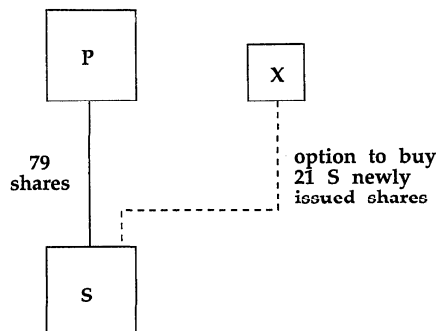 P
X
79
shares
option to buy
21 S newly
issued shares
S